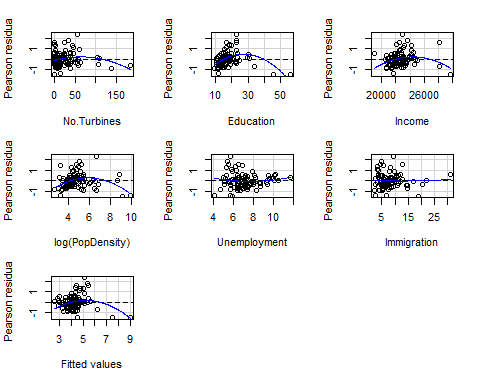 Pearson residua
1
-1
0 50 150
No.Turbines
Pearson residua
1
-1
10 30 50
Education
Pearson residua
1
-1
20000 26000
Income
Pearson residua
1
-1
4 6 8 10
log(PopDensity)
Pearson residua
1
-1
4 6 8 10
Unemployment
Pearson residua
1
-1
5 15 25
Immigration
Pearson residua
1
-1
3 5 7 9
Fitted values